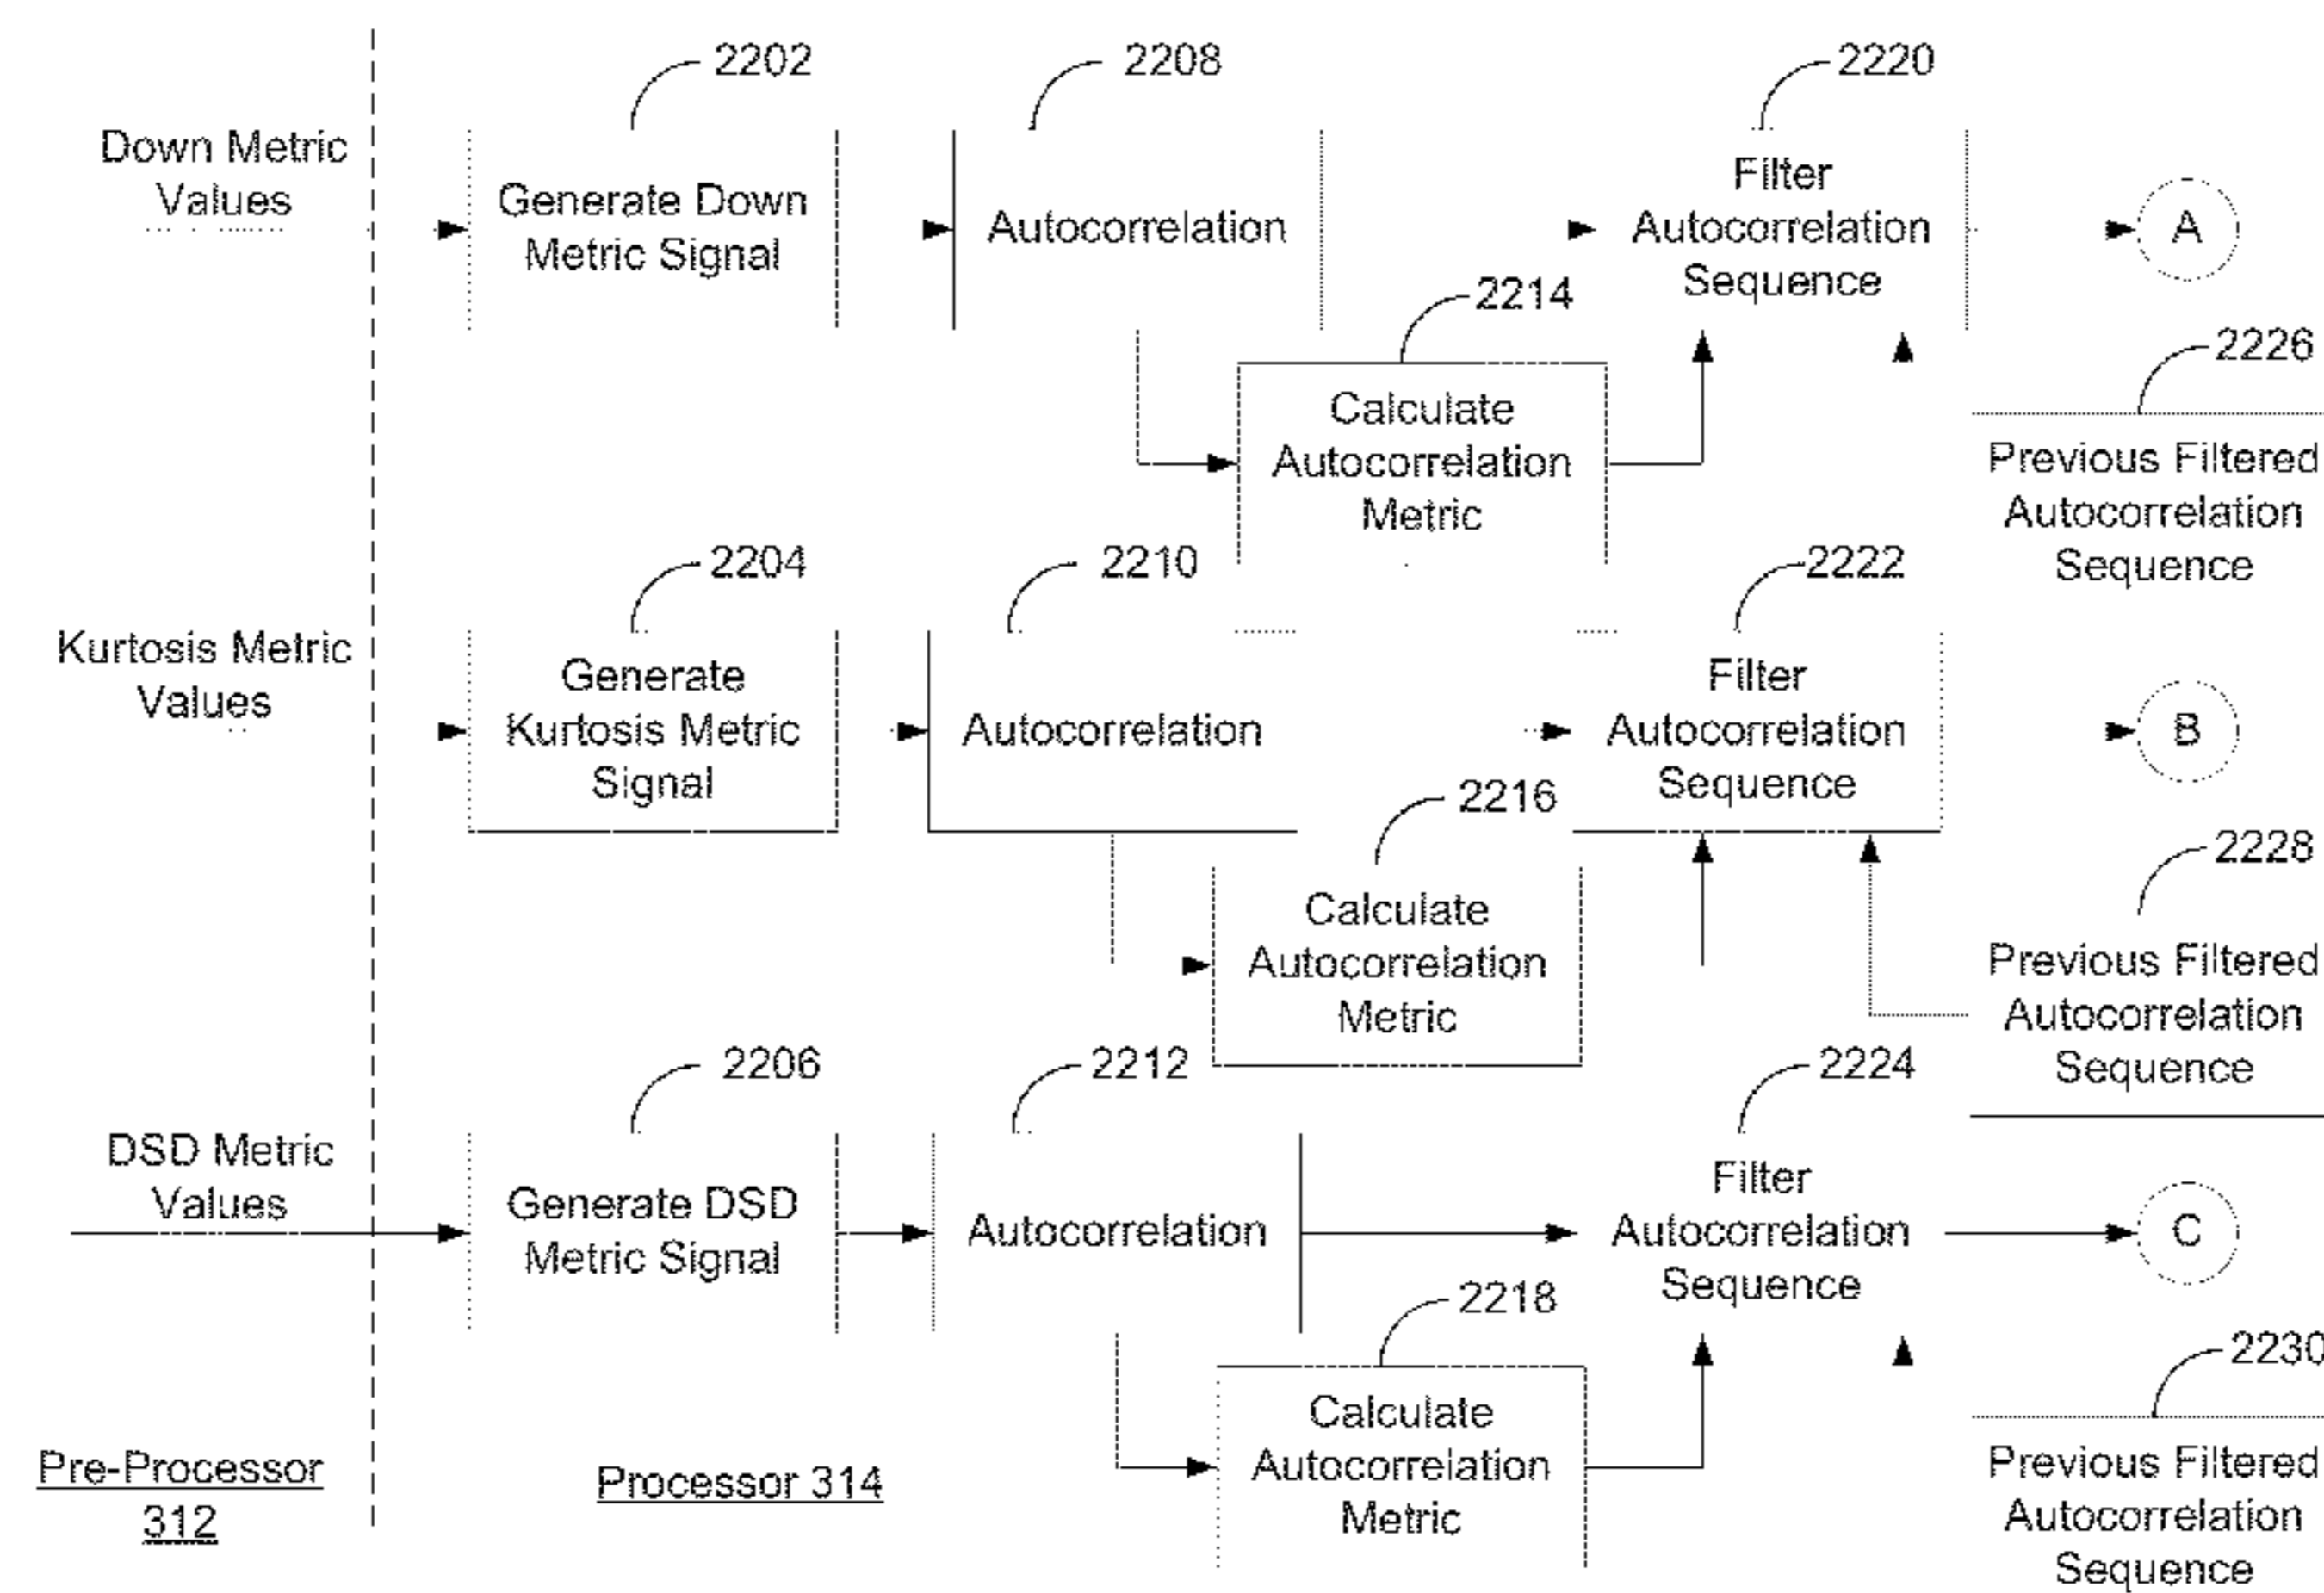 2202
2208
2220
Down Metric
Values
Generate Down
Metric Signal
Autocorrelation
Filter
Autocorrelation
Sequence
A
2214
2226
Calculate
Autocorrelation
Metric
Previous Filtered
Autocorrelation
Sequence
2204
2210
2222
Kurtosis Metric
Values
Generate
Kurtosis Metric
Signal
Autocorrelation
Filter
Autocorrelation
Sequence
B
2216
2228
Calculate
Autocorrelation
Metric
Previous Filtered
Autocorrelation
Sequence
2206
2212
2224
DSD Metric
Values
Generate DSD
Metric Signal
Autocorrelation
Filter
Autocorrelation
Sequence
C
2218
2230
Calculate
Autocorrelation
Metric
Previous Filtered
Autocorrelation
Sequence
Pre-Processor
312
Processor 314